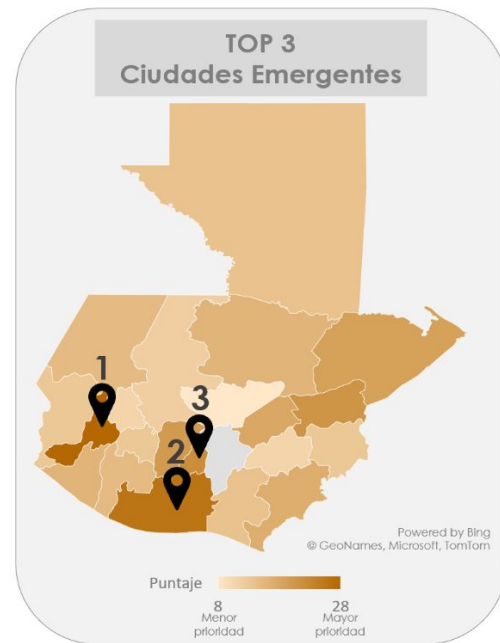 TOP 3
Ciudades Emergentes
1
3
2
Powered by Bing
© GeoNames, Microsoft, TomTom
Puntaje
8
28
Menor
prioridad
Mayor
prioridad